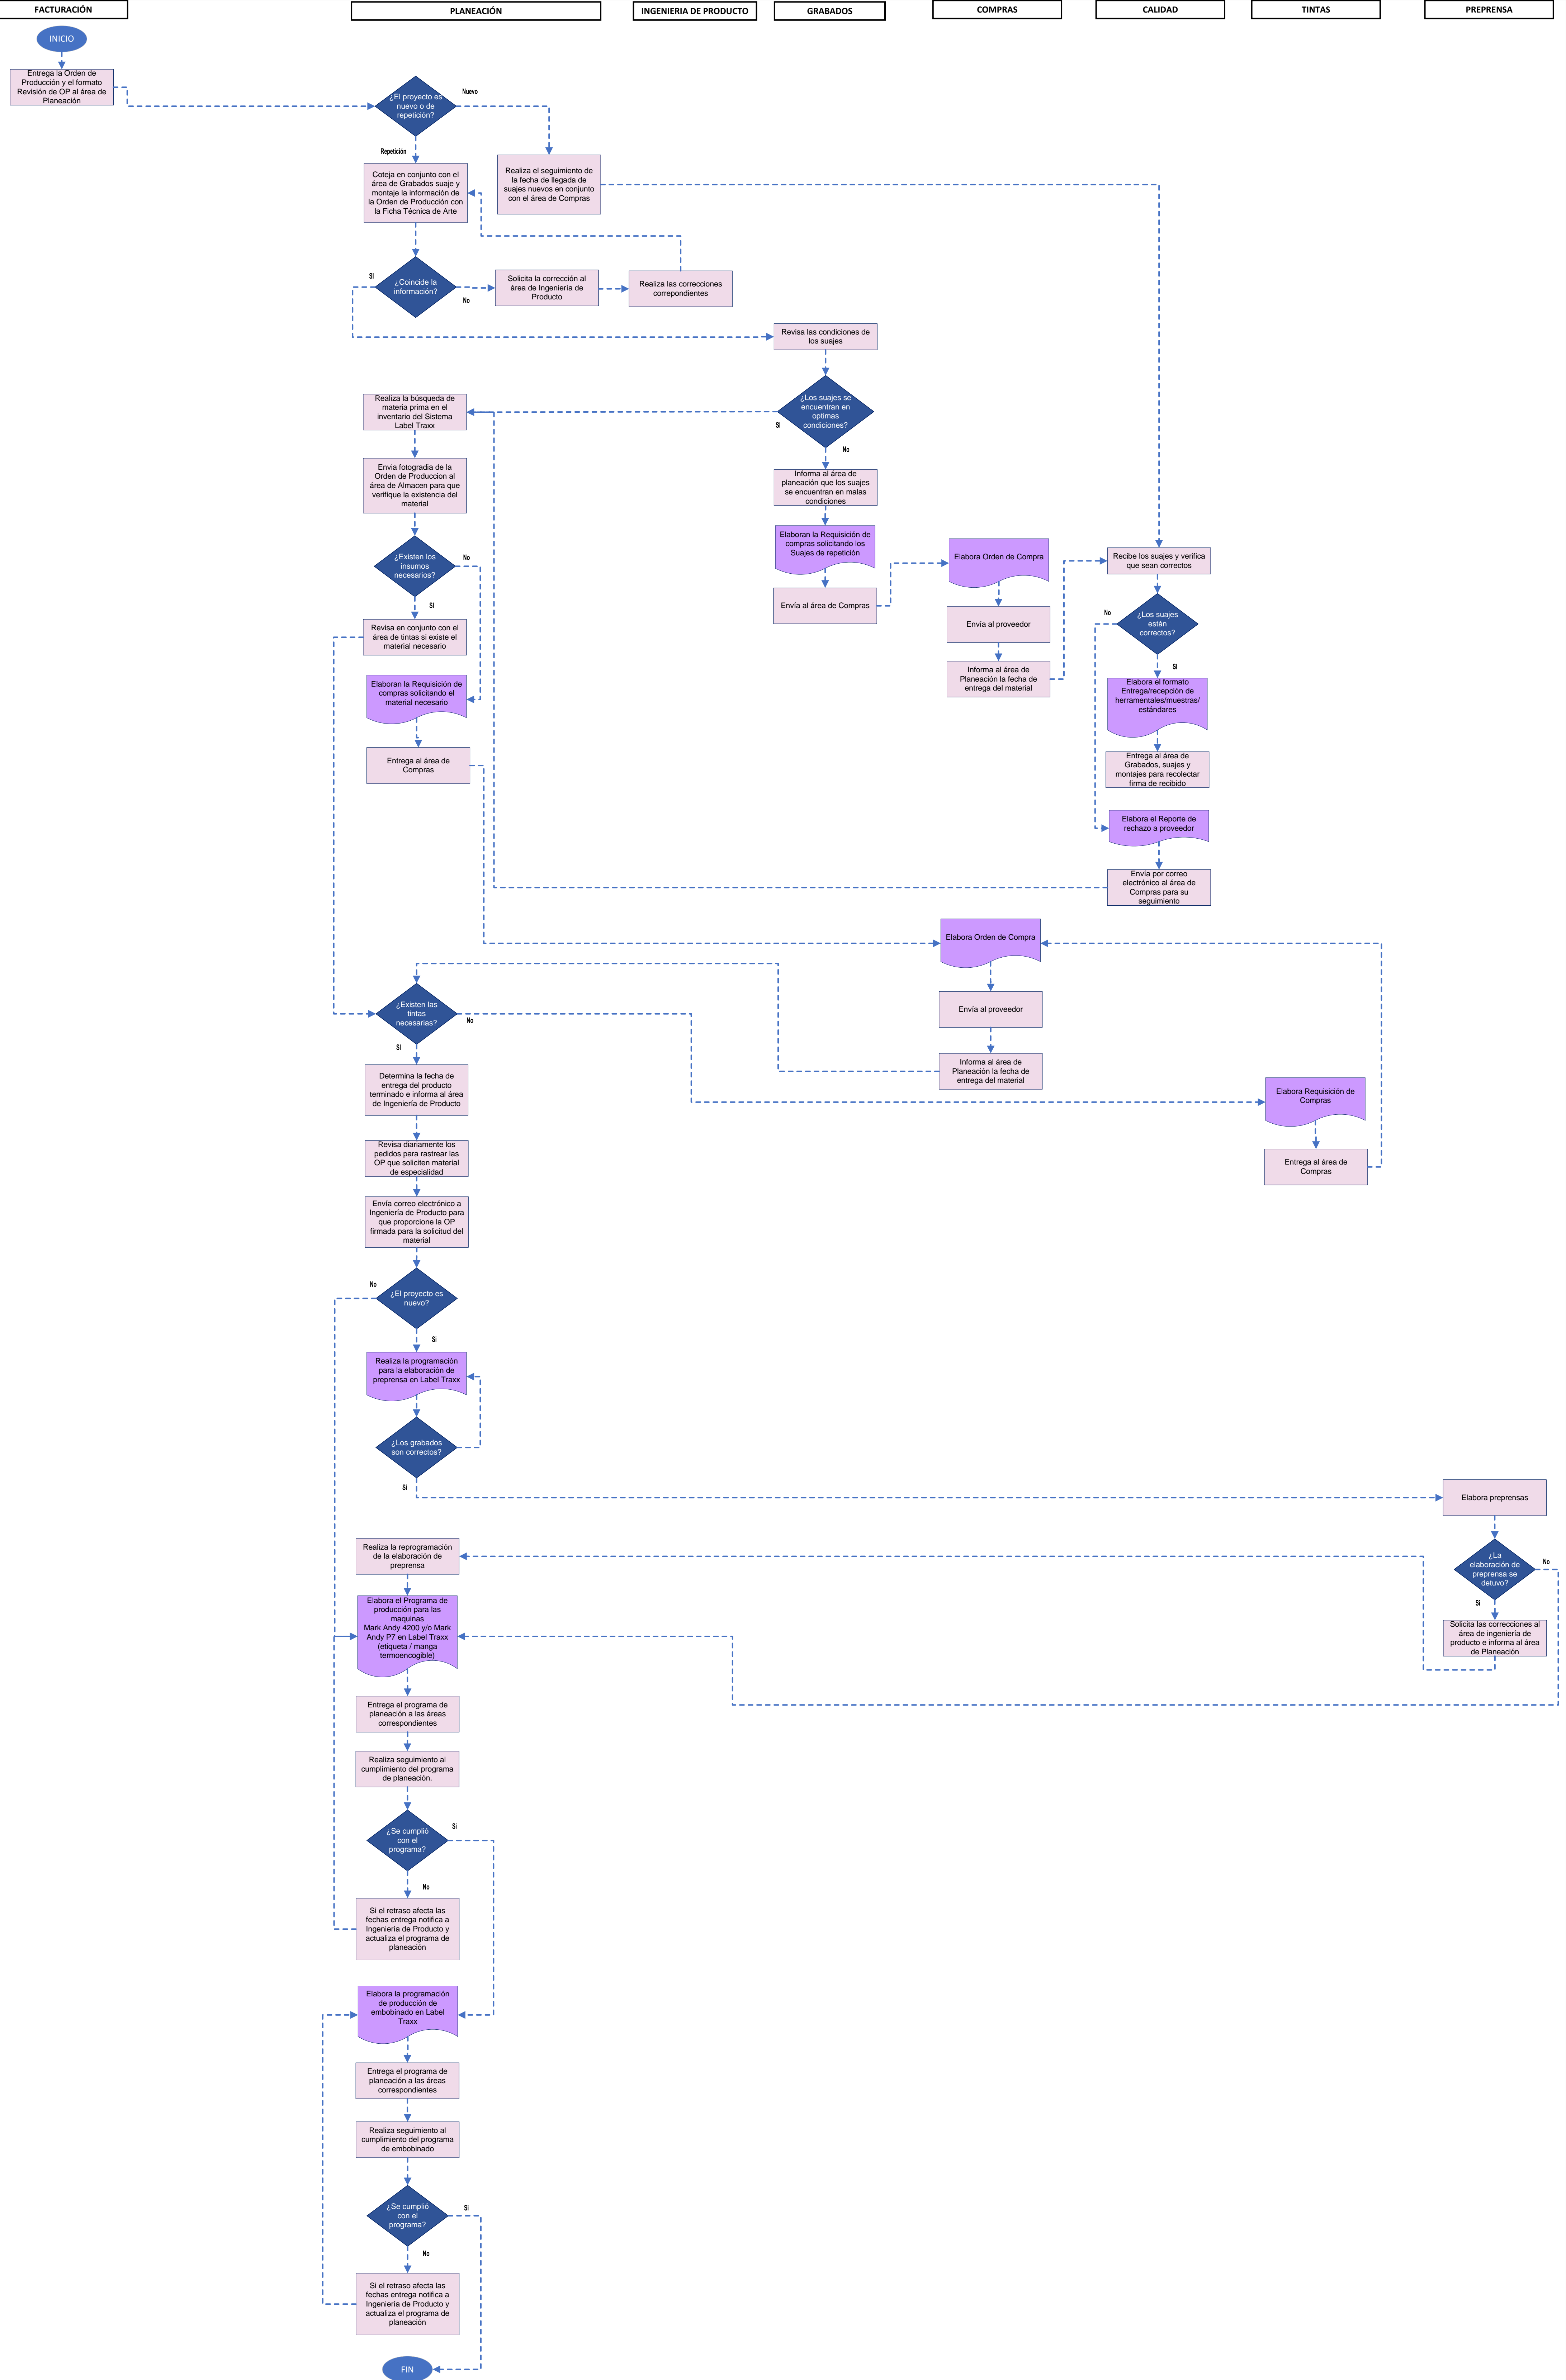 FACTURACIÓN
PLANEACIÓN
INGENIERIA DE PRODUCTO
GRABADOS
COMPRAS
CALIDAD
TINTAS
PREPRENSA
INICIO
Entrega la Orden de
Producción y el formato
Revisión de OP al área de
Planeación
¿El proyecto es
nuevo o de
repetición?
Nuevo
Repetición
Coteja en conjunto con el
área de Grabados suaje y
montaje la información de
la Orden de Producción con
la Ficha Técnica de Arte
Realiza el seguimiento de
la fecha de llegada de
suajes nuevos en conjunto
con el área de Compras
¿Coincide la
información?
SI
No
Solicita la corrección al
área de Ingeniería de
Producto
Realiza las correcciones
correpondientes
Revisa las condiciones de
los suajes
¿Los suajes se
encuentran en
optimas
condiciones?
SI
No
Realiza la búsqueda de
materia prima en el
inventario del Sistema
Label Traxx
Envia fotogradia de la
Orden de Produccion al
área de Almacen para que
verifique la existencia del
material
Informa al área de
planeación que los suajes
se encuentran en malas
condiciones
Elaboran la Requisición de
compras solicitando los
Suajes de repetición
Envía al área de Compras
Elabora Orden de Compra
Envía al proveedor
Informa al área de
Planeación la fecha de
entrega del material
Recibe los suajes y verifica
que sean correctos
¿Los suajes
están
correctos?
No
SI
Elabora el formato
Entrega/recepción de
herramentales/muestras/
estándares
Entrega al área de
Grabados, suajes y
montajes para recolectar
firma de recibido
Elabora el Reporte de
rechazo a proveedor
Envía por correo
electrónico al área de
Compras para su
seguimiento
¿Existen los
insumos
necesarios?
No
SI
Revisa en conjunto con el
área de tintas si existe el
material necesario
Elaboran la Requisición de
compras solicitando el
material necesario
Entrega al área de
Compras
Elabora Orden de Compra
Envía al proveedor
Informa al área de
Planeación la fecha de
entrega del material
¿Existen las
tintas
necesarias?
No
SI
Elabora Requisición de
Compras
Entrega al área de
Compras
Determina la fecha de
entrega del producto
terminado e informa al área
de Ingeniería de Producto
Revisa diariamente los
pedidos para rastrear las
OP que soliciten material
de especialidad
Envía correo electrónico a
Ingeniería de Producto para
que proporcione la OP
firmada para la solicitud del
material
No
¿El proyecto es
nuevo?
Si
Realiza la programación
para la elaboración de
preprensa en Label Traxx
¿Los grabados
son correctos?
Si
Elabora preprensas
¿La
elaboración de
preprensa se
detuvo?
No
Si
Solicita las correcciones al
área de ingeniería de
producto e informa al área
de Planeación
Realiza la reprogramación
de la elaboración de
preprensa
Elabora el Programa de
producción para las
maquinas
Mark Andy 4200 y/o Mark
Andy P7 en Label Traxx
(etiqueta / manga
termoencogible)
Entrega el programa de
planeación a las áreas
correspondientes
Realiza seguimiento al
cumplimiento del programa
de planeación.
¿Se cumplió
con el
programa?
Si
No
Si el retraso afecta las
fechas entrega notifica a
Ingeniería de Producto y
actualiza el programa de
planeación
Elabora la programación
de producción de
embobinado en Label
Traxx
Entrega el programa de
planeación a las áreas
correspondientes
Realiza seguimiento al
cumplimiento del programa
de embobinado
¿Se cumplió
con el
programa?
Si
No
Si el retraso afecta las
fechas entrega notifica a
Ingeniería de Producto y
actualiza el programa de
planeación
FIN